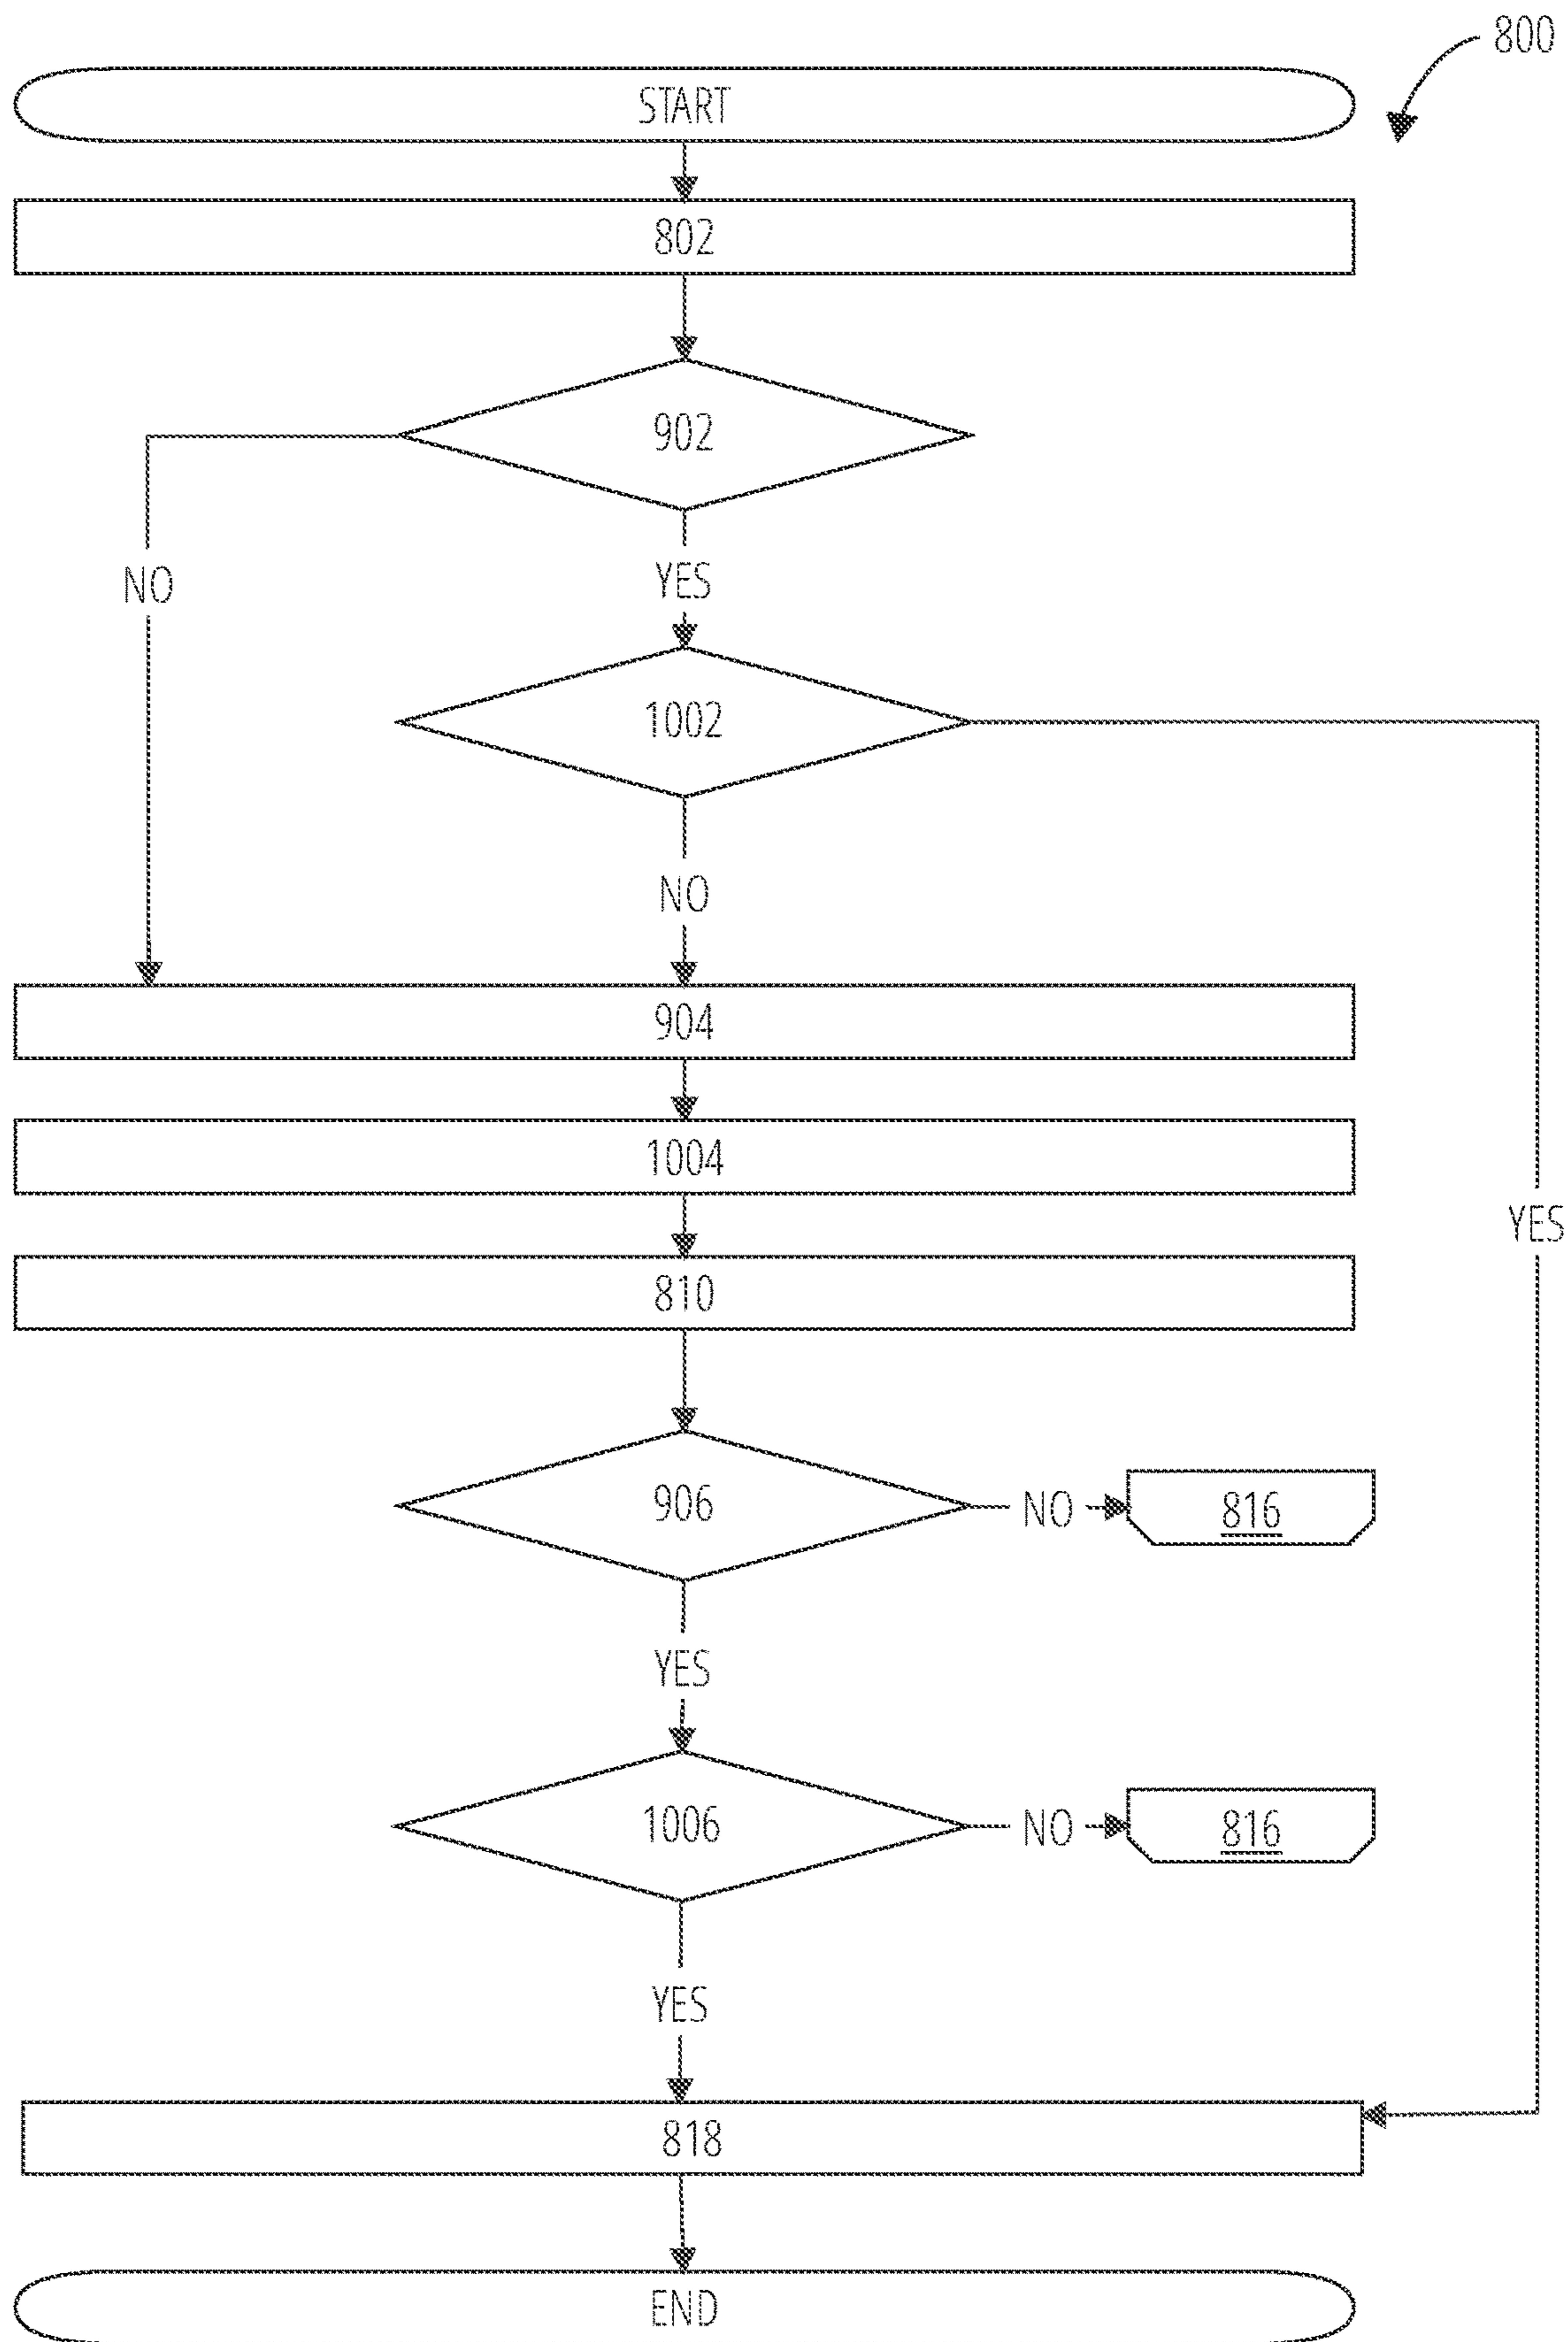 800
START
802
902
NO
YES
1002
NO
904
1004
YES
810
906
NO
816
YES
1006
NO
816
YES
818
END